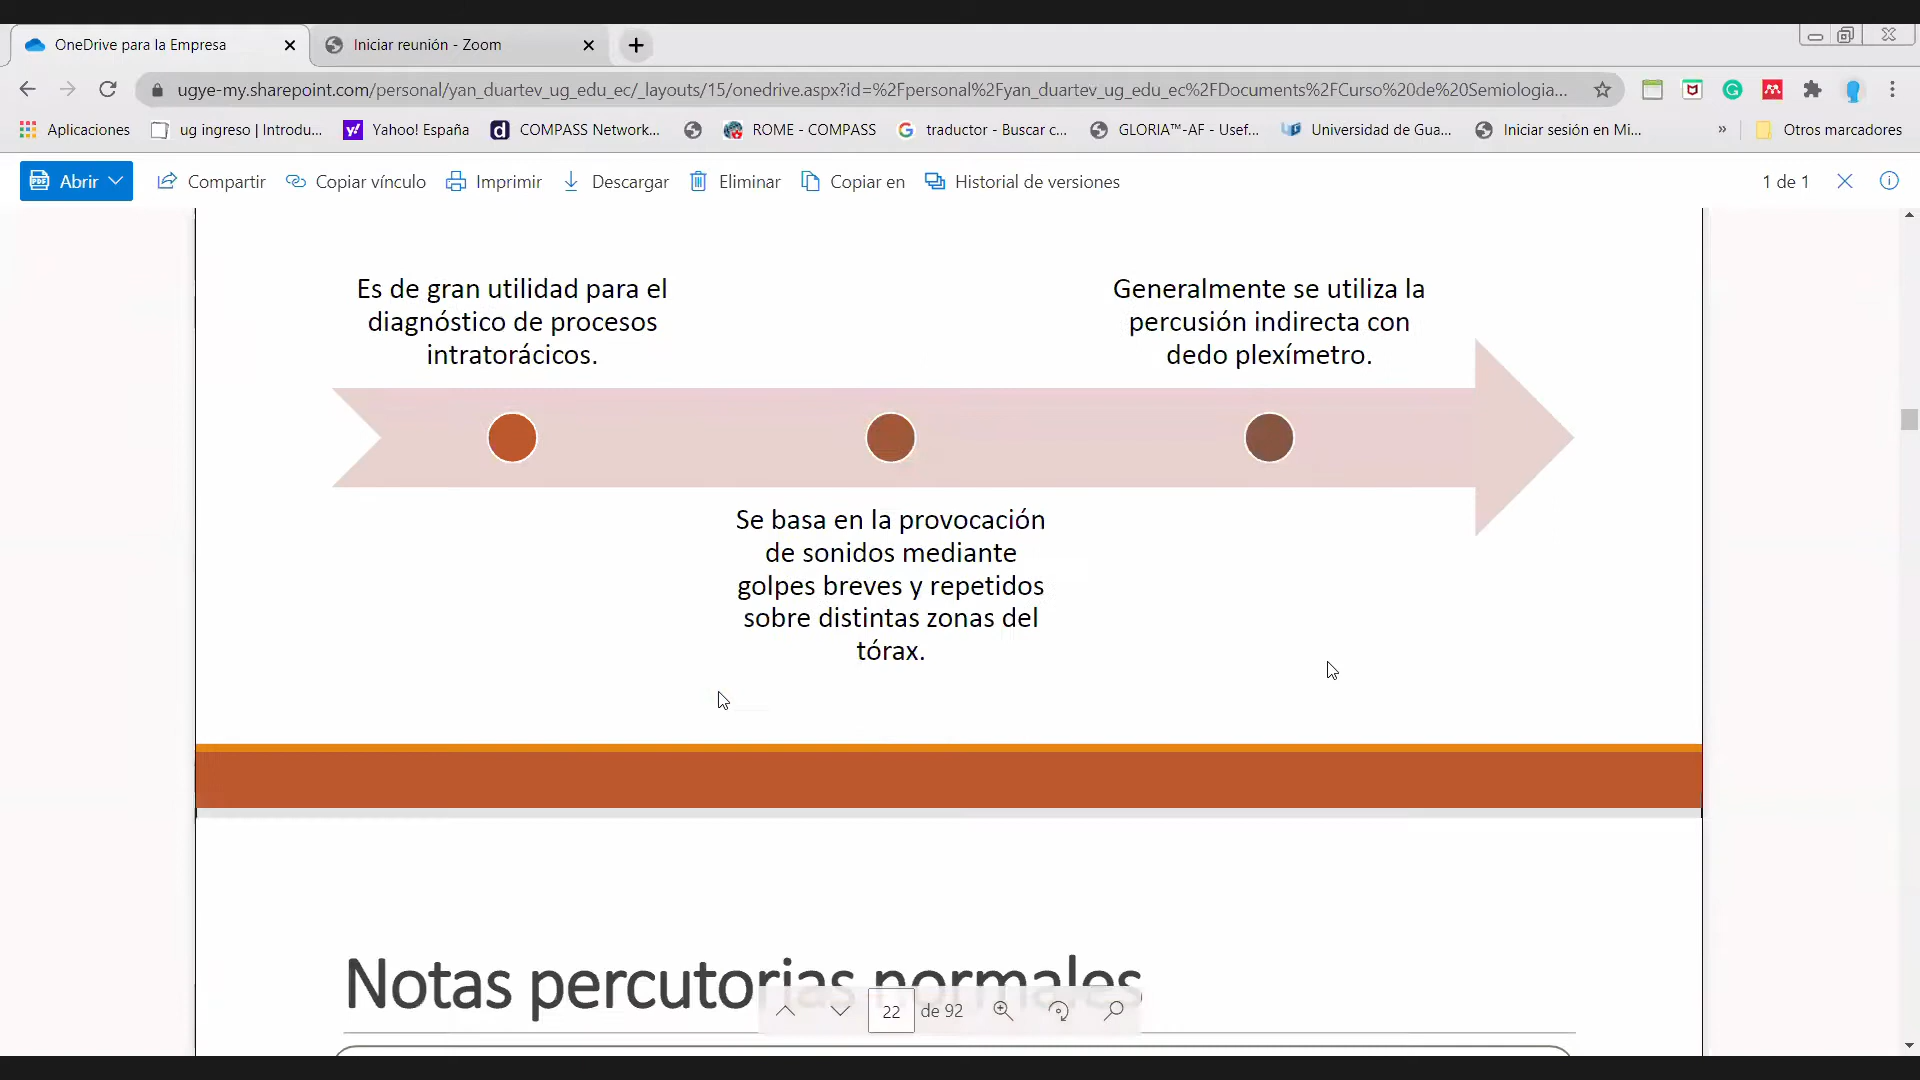 OneDrive para la Empresa
Iniciar reunión - Zoom
ugye-my.sharepoint.com/personal/yan_duartev_ug_edu_ec/_layouts/15/onedrive.aspx?id=%2Fpersonal%2Fyan_duartev_ug_edu_ec%2FDocuments%2FCurso%20de%20Semiologia...
Aplicaciones
ug ingreso | Introdu...
Yahoo! España
COMPASS Network...
ROME - COMPASS
traductor - Buscar c...
GLORIA™-AF - Usef...
Universidad de Gua...
Iniciar sesión en Mi...
»
Otros marcadores
Abrir
Compartir
Copiar vínculo
Imprimir
Descargar
Eliminar
Copiar en
Historial de versiones
1 de 1
Es de gran utilidad para el
diagnóstico de procesos
intratorácicos.
Generalmente se utiliza la
percusión indirecta con
dedo plexímetro.
Se basa en la provocación
de sonidos mediante
golpes breves y repetidos
sobre distintas zonas del
tórax.
Notas percutorias normales
22 de 92